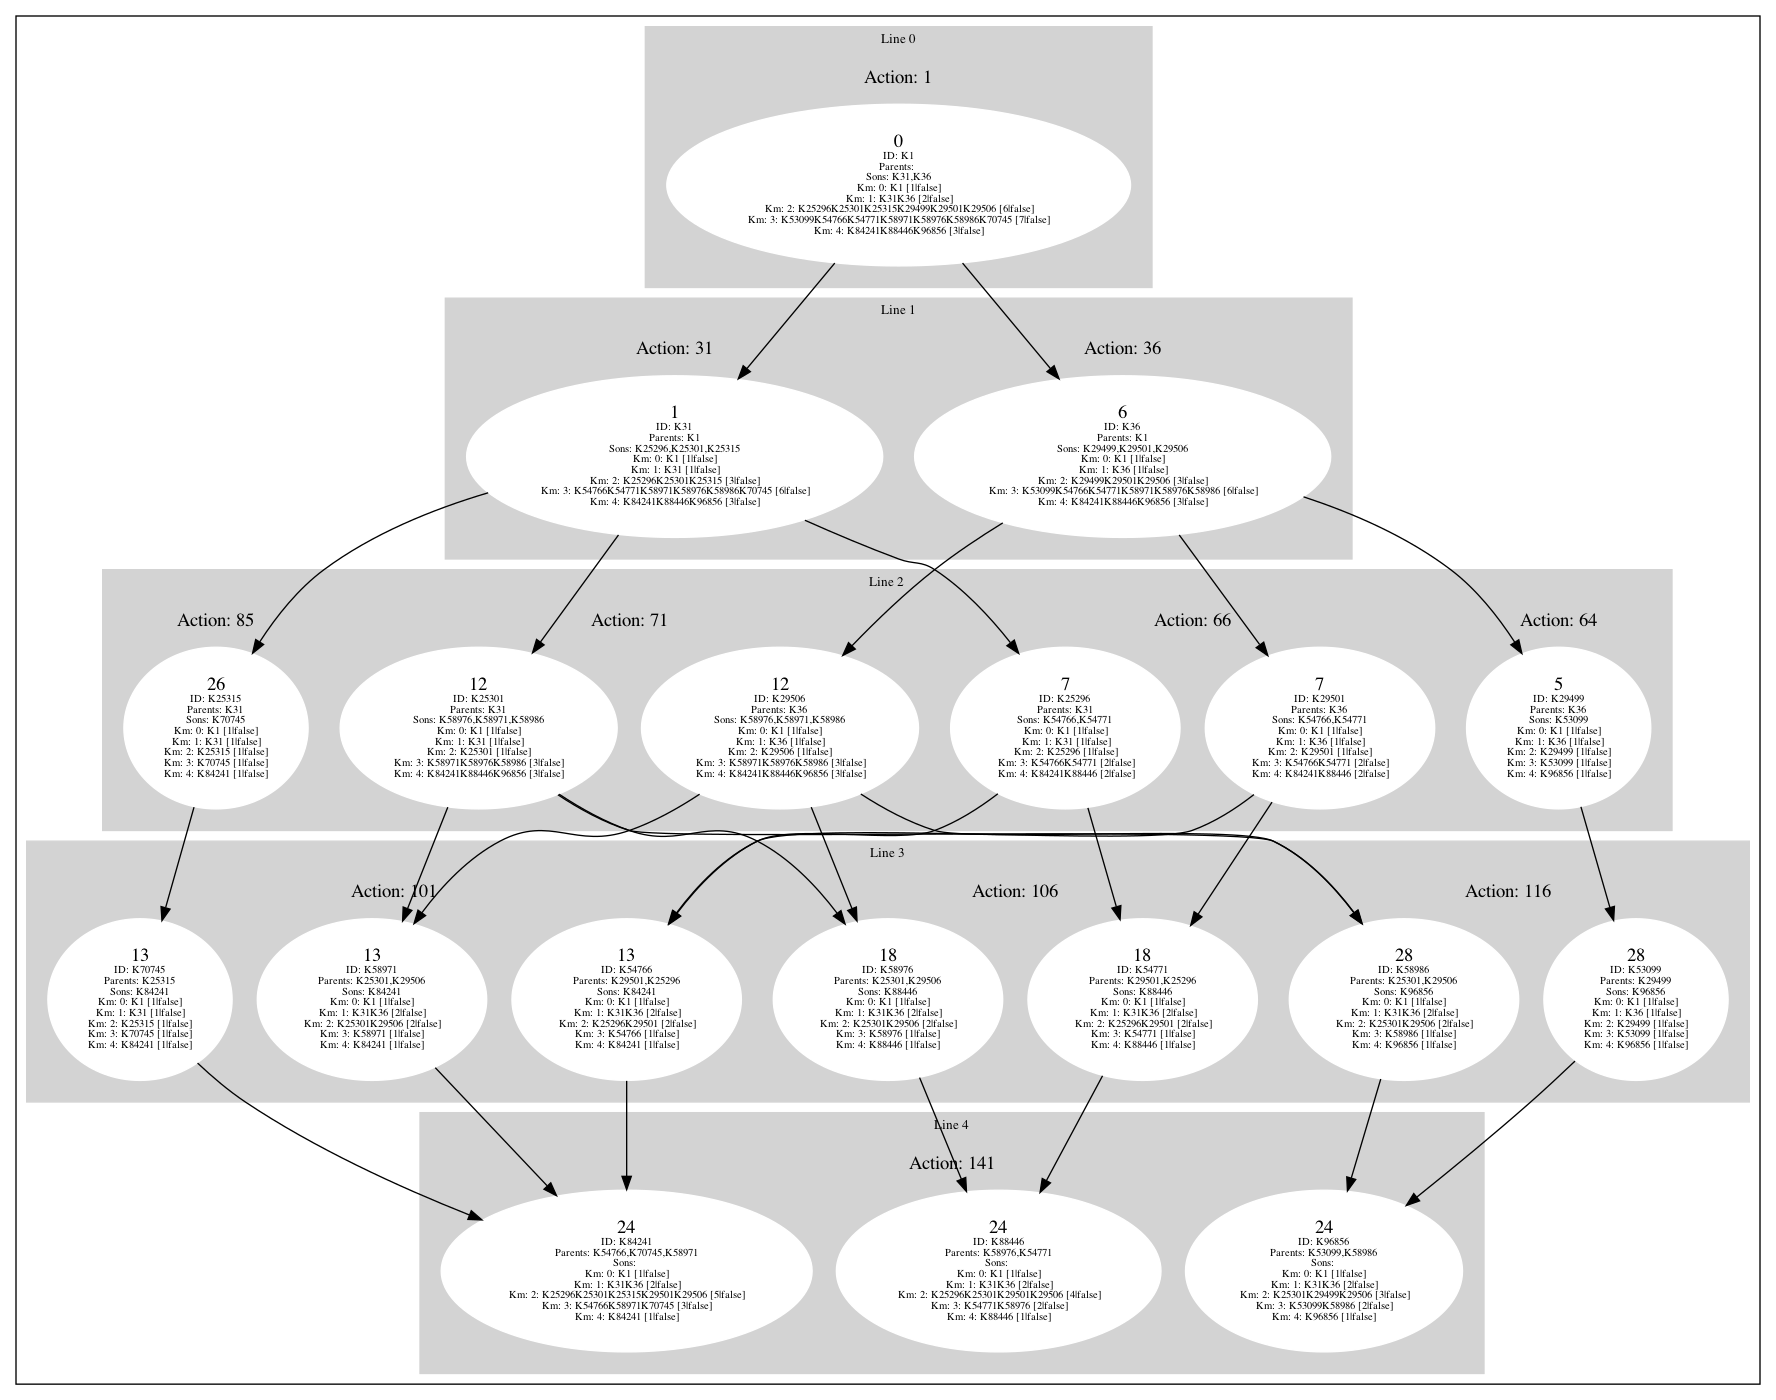 Line 0
Action: 1
0
ID: K1
Parents:
Sons: K31,K36
Km: 0: K1 [1|false]
Km: 1: K31K36 [2|false]
Km: 2: K25296K25301K25315K29499K29501K29506 [6|false]
Km: 3: K53099K54766K54771K58971K58976K58986K70745 [7|false]
Km: 4: K84241K88446K96856 [3|false]
Line 1
Action: 31
Action: 36
1
ID: K31
Parents: K1
Sons: K25296,K25301,K25315
Km: 0: K1 [1|false]
Km: 1: K31 [1|false]
Km: 2: K25296K25301K25315 [3|false]
Km: 3: K54766K54771K58971K58976K58986K70745 [6|false]
Km: 4: K84241K88446K96856 [3|false]
6
ID: K36
Parents: K1
Sons: K29499,K29501,K29506
Km: 0: K1 [1|false]
Km: 1: K36 [1|false]
Km: 2: K29499K29501K29506 [3|false]
Km: 3: K53099K54766K54771K58971K58976K58986 [6|false]
Km: 4: K84241K88446K96856 [3|false]
Line 2
Action: 85
Action: 71
Action: 66
Action: 64
26
ID: K25315
Parents: K31
Sons: K70745
Km: 0: K1 [1|false]
Km: 1: K31 [1|false]
Km: 2: K25315 [1|false]
Km: 3: K70745 [1|false]
Km: 4: K84241 [1|false]
12
ID: K25301
Parents: K31
Sons: K58976,K58971,K58986
Km: 0: K1 [1|false]
Km: 1: K31 [1|false]
Km: 2: K25301 [1|false]
Km: 3: K58971K58976K58986 [3|false]
Km: 4: K84241K88446K96856 [3|false]
12
ID: K29506
Parents: K36
Sons: K58976,K58971,K58986
Km: 0: K1 [1|false]
Km: 1: K36 [1|false]
Km: 2: K29506 [1|false]
Km: 3: K58971K58976K58986 [3|false]
Km: 4: K84241K88446K96856 [3|false]
7
ID: K25296
Parents: K31
Sons: K54766,K54771
Km: 0: K1 [1|false]
Km: 1: K31 [1|false]
Km: 2: K25296 [1|false]
Km: 3: K54766K54771 [2|false]
Km: 4: K84241K88446 [2|false]
7
ID: K29501
Parents: K36
Sons: K54766,K54771
Km: 0: K1 [1|false]
Km: 1: K36 [1|false]
Km: 2: K29501 [1|false]
Km: 3: K54766K54771 [2|false]
Km: 4: K84241K88446 [2|false]
5
ID: K29499
Parents: K36
Sons: K53099
Km: 0: K1 [1|false]
Km: 1: K36 [1|false]
Km: 2: K29499 [1|false]
Km: 3: K53099 [1|false]
Km: 4: K96856 [1|false]
Line 3
Action: 101
Action: 106
Action: 116
13
ID: K70745
Parents: K25315
Sons: K84241
Km: 0: K1 [1|false]
Km: 1: K31 [1|false]
Km: 2: K25315 [1|false]
Km: 3: K70745 [1|false]
Km: 4: K84241 [1|false]
13
ID: K58971
Parents: K25301,K29506
Sons: K84241
Km: 0: K1 [1|false]
Km: 1: K31K36 [2|false]
Km: 2: K25301K29506 [2|false]
Km: 3: K58971 [1|false]
Km: 4: K84241 [1|false]
13
ID: K54766
Parents: K29501,K25296
Sons: K84241
Km: 0: K1 [1|false]
Km: 1: K31K36 [2|false]
Km: 2: K25296K29501 [2|false]
Km: 3: K54766 [1|false]
Km: 4: K84241 [1|false]
18
ID: K58976
Parents: K25301,K29506
Sons: K88446
Km: 0: K1 [1|false]
Km: 1: K31K36 [2|false]
Km: 2: K25301K29506 [2|false]
Km: 3: K58976 [1|false]
Km: 4: K88446 [1|false]
18
ID: K54771
Parents: K29501,K25296
Sons: K88446
Km: 0: K1 [1|false]
Km: 1: K31K36 [2|false]
Km: 2: K25296K29501 [2|false]
Km: 3: K54771 [1|false]
Km: 4: K88446 [1|false]
28
ID: K58986
Parents: K25301,K29506
Sons: K96856
Km: 0: K1 [1|false]
Km: 1: K31K36 [2|false]
Km: 2: K25301K29506 [2|false]
Km: 3: K58986 [1|false]
Km: 4: K96856 [1|false]
28
ID: K53099
Parents: K29499
Sons: K96856
Km: 0: K1 [1|false]
Km: 1: K36 [1|false]
Km: 2: K29499 [1|false]
Km: 3: K53099 [1|false]
Km: 4: K96856 [1|false]
Line 4
Action: 141
24
ID: K84241
Parents: K54766,K70745,K58971
Sons:
Km: 0: K1 [1|false]
Km: 1: K31K36 [2|false]
Km: 2: K25296K25301K25315K29501K29506 [5|false]
Km: 3: K54766K58971K70745 [3|false]
Km: 4: K84241 [1|false]
24
ID: K88446
Parents: K58976,K54771
Sons:
Km: 0: K1 [1|false]
Km: 1: K31K36 [2|false]
Km: 2: K25296K25301K29501K29506 [4|false]
Km: 3: K54771K58976 [2|false]
Km: 4: K88446 [1|false]
24
ID: K96856
Parents: K53099,K58986
Sons:
Km: 0: K1 [1|false]
Km: 1: K31K36 [2|false]
Km: 2: K25301K29499K29506 [3|false]
Km: 3: K53099K58986 [2|false]
Km: 4: K96856 [1|false]